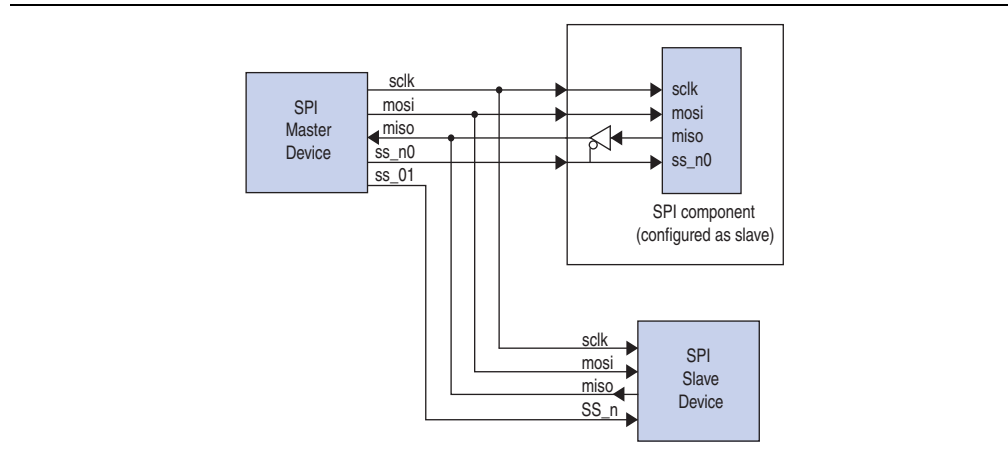 SPI
Master
Device
sclk
mosi
miso
ss_n0
ss_01
sclk
mosi
miso
ss_n0
SPI component
(configured as slave)
sclk
mosi
miso
SS_n
SPI
Slave
Device